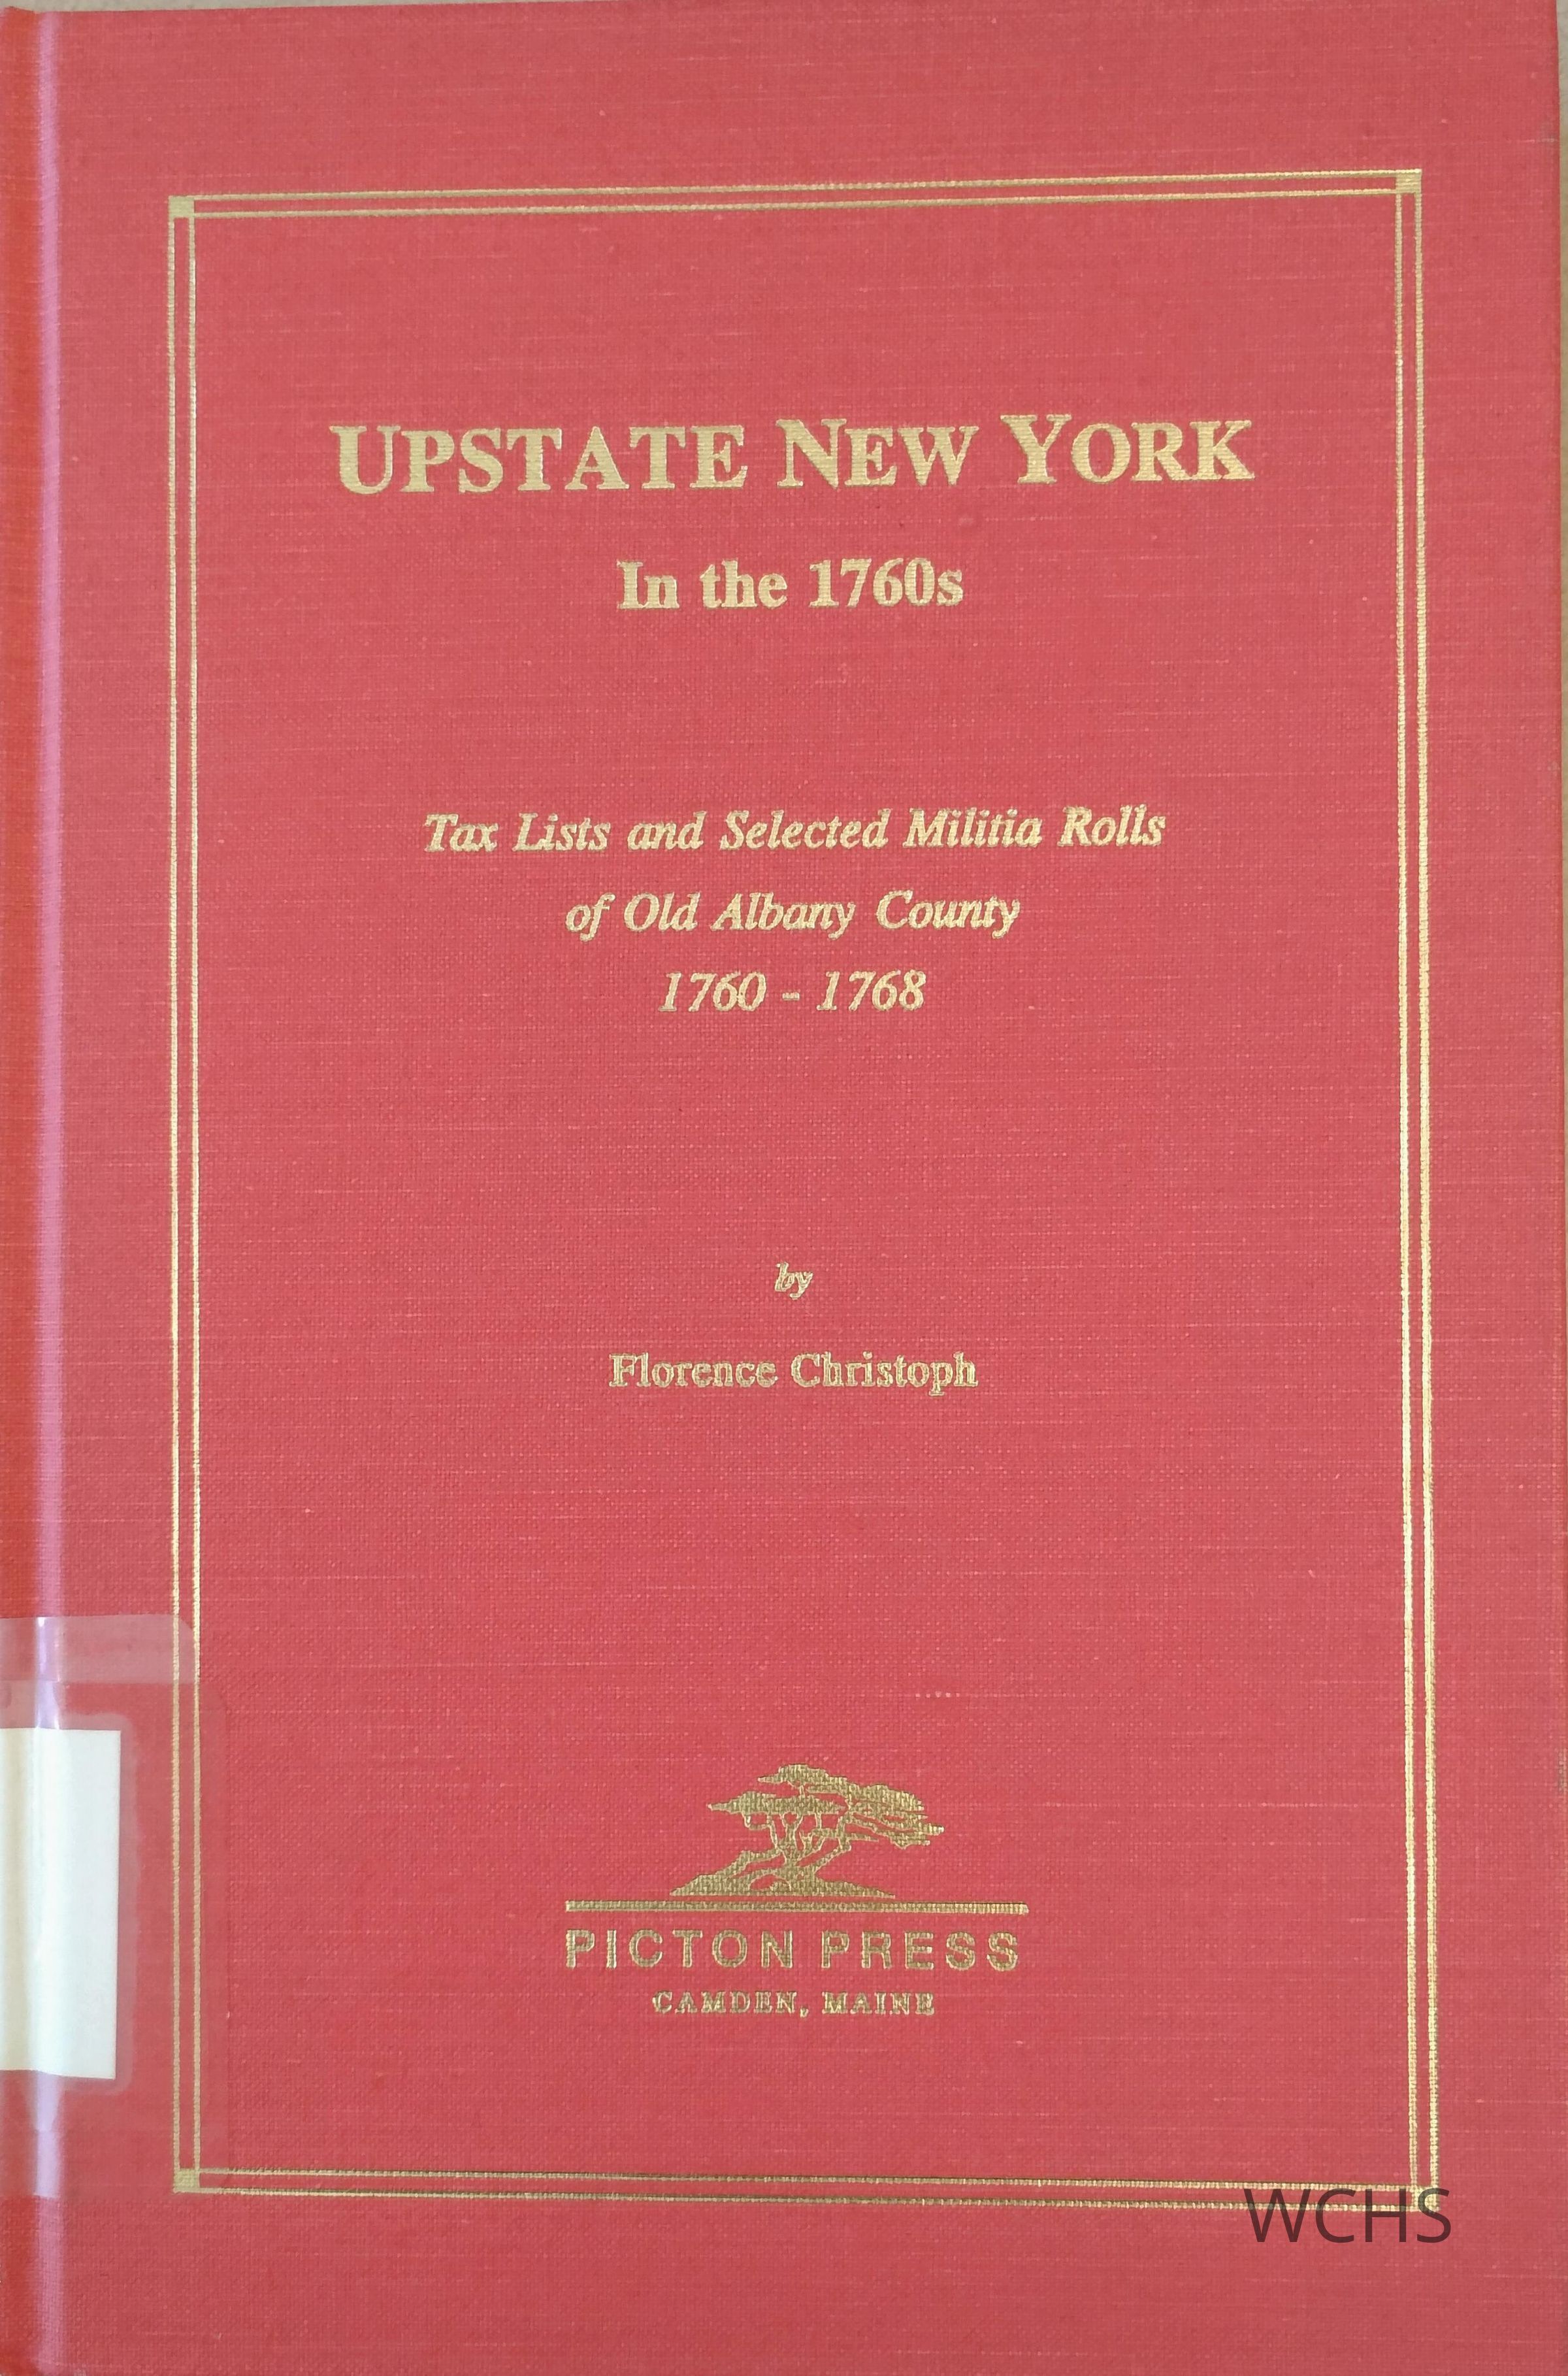 UPSTATE NEW YORK
In the 1760s
Tax Lists and Selected Militia Rolls
of Old Albany County
1760 - 1768
by
Florence Christoph
PICTON PRESS
CAMDEN, MAINE
WCHS